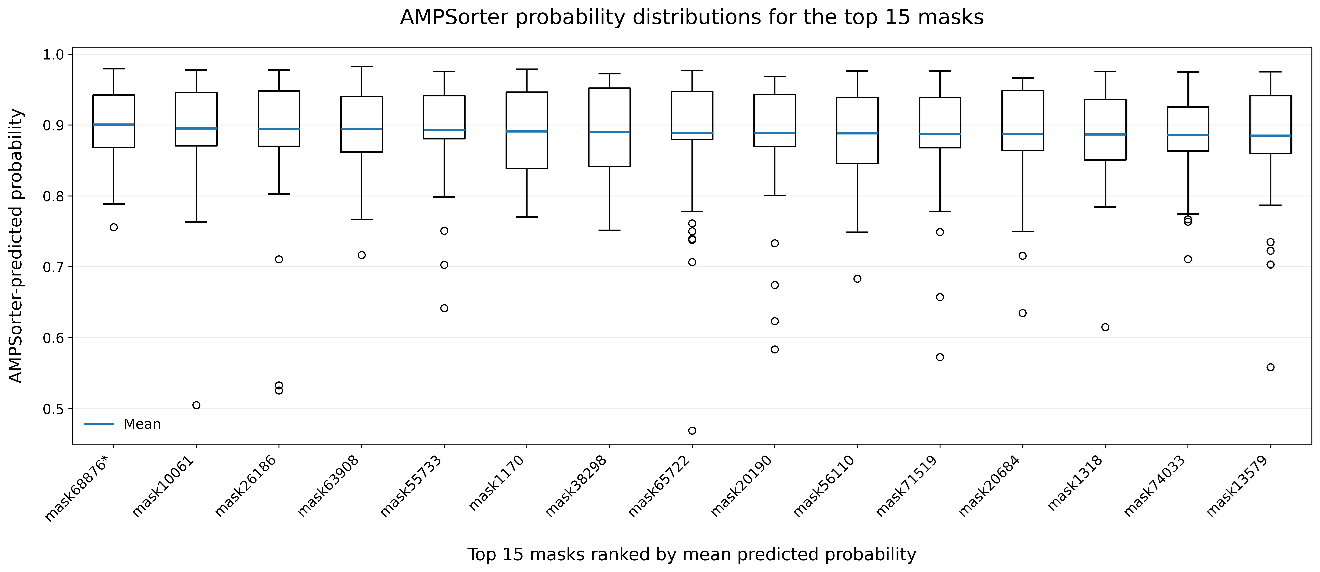 AMPSorter probability distributions for the top 15 masks
AMPSorter-predicted probability
1.0
0.9
0.8
0.7
0.6
0.5
Mean
mask68876*
mask10061
mask26186
mask63908
mask55733
mask1170
mask38298
mask65722
mask20190
mask56110
mask71519
mask20684
mask1318
mask74033
mask13579
Top 15 masks ranked by mean predicted probability